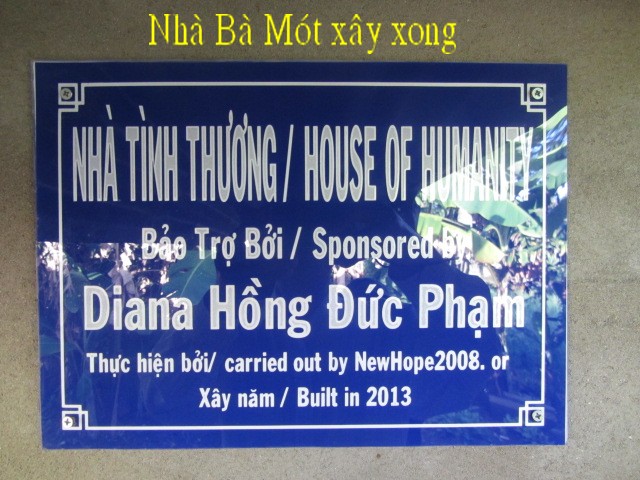 Nhà Bà Mót xây xong
NHÀ TÌNH THƯƠNG / HOUSE OF HUMANITY
Bảo Trợ Bởi / Sponsored by
Diana Hồng Đức Phạm
Thực hiện bởi/ carried out by NewHope2008. or
Xây năm / Built in 2013